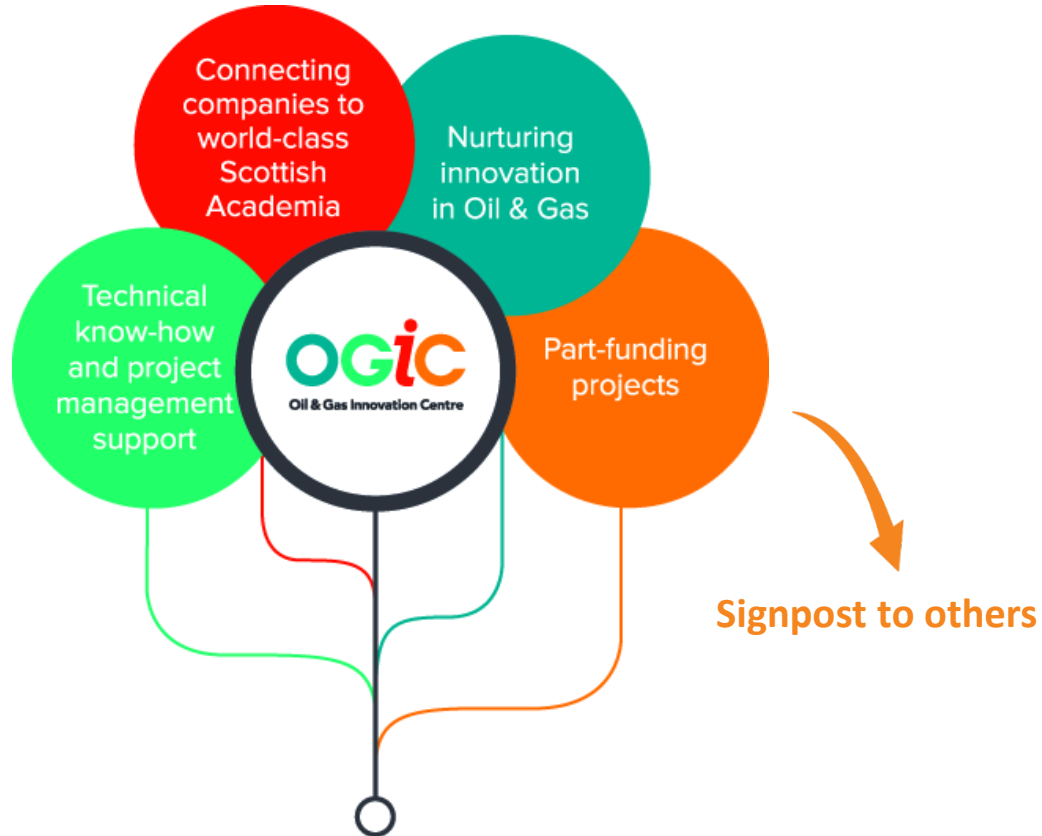 Connecting
companies to
world-class
Scottish
Academia
Nurturing
innovation
in Oil & Gas
Technical
know-how
and project
management
support
OGiC
Oil & Gas Innovation Centre
Part-funding
projects
Signpost to others